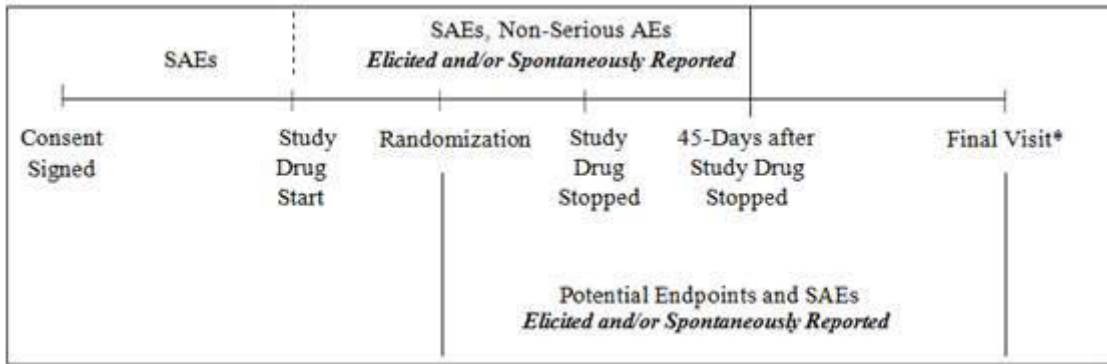 SAEs, Non-Serious AEs
SAEs
Elicited and/or Spontaneously Reported
Consent
Signed
Study
Drug
Start
Randomization
Study
Drug
Stopped
45-Days after
Study Drug
Stopped
Final Visit*
Potential Endpoints and SAEs
Elicited and/or Spontaneously Reported